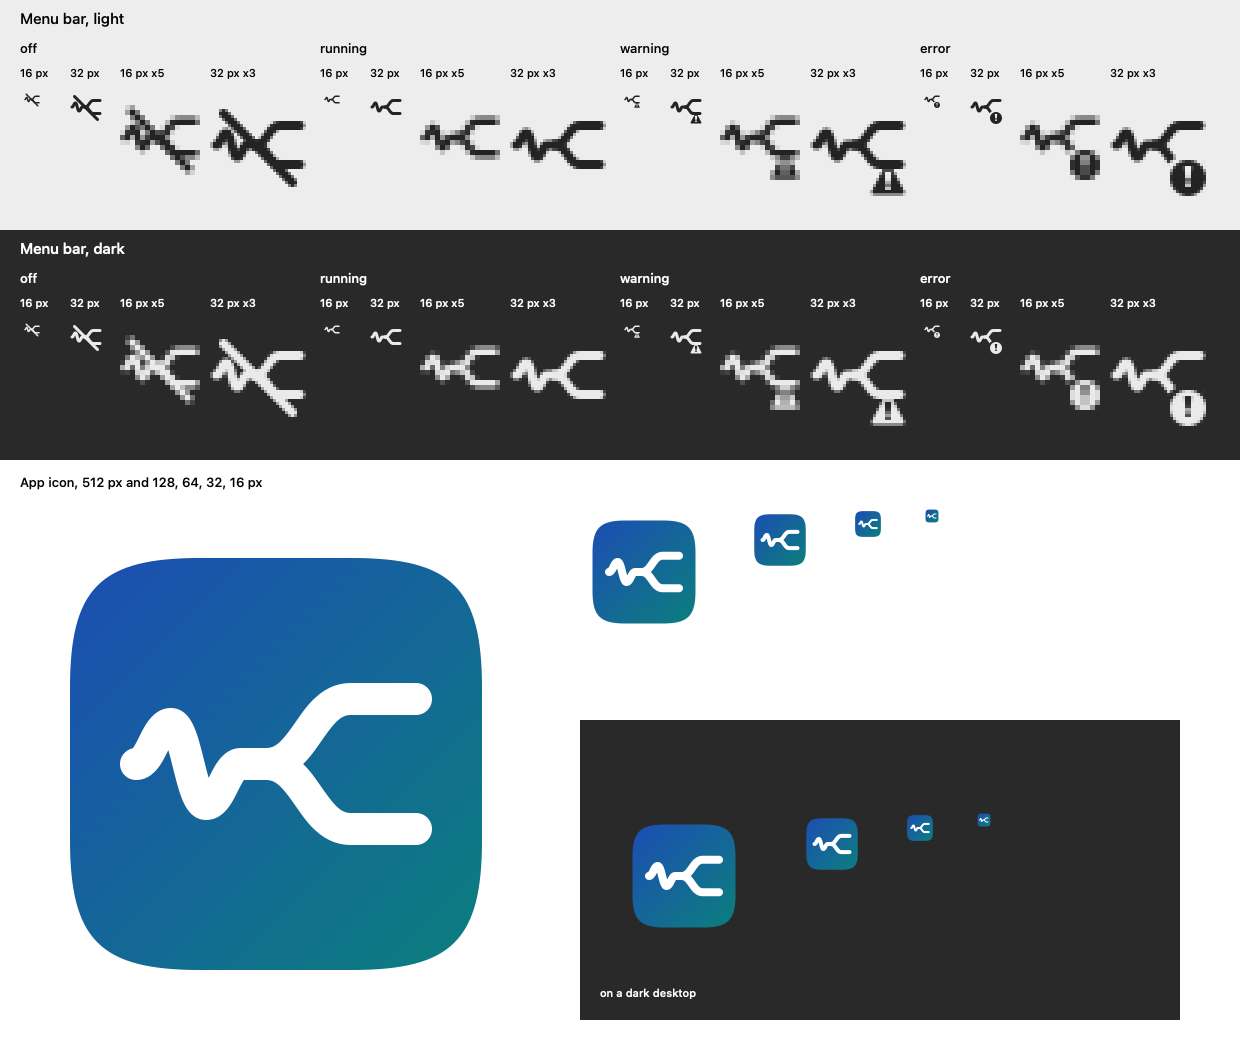 Menu bar, light
off running warning error
16 px 32 px 16 px x5 32 px x3 16 px 32 px 16 px x5 32 px x3 16 px 32 px 16 px x5 32 px x3 16 px 32 px 16 px x5 32 px x3
Menu bar, dark
off running warning error
16 px 32 px 16 px x5 32 px x3 16 px 32 px 16 px x5 32 px x3 16 px 32 px 16 px x5 32 px x3 16 px 32 px 16 px x5 32 px x3
App icon, 512 px and 128, 64, 32, 16 px
on a dark desktop